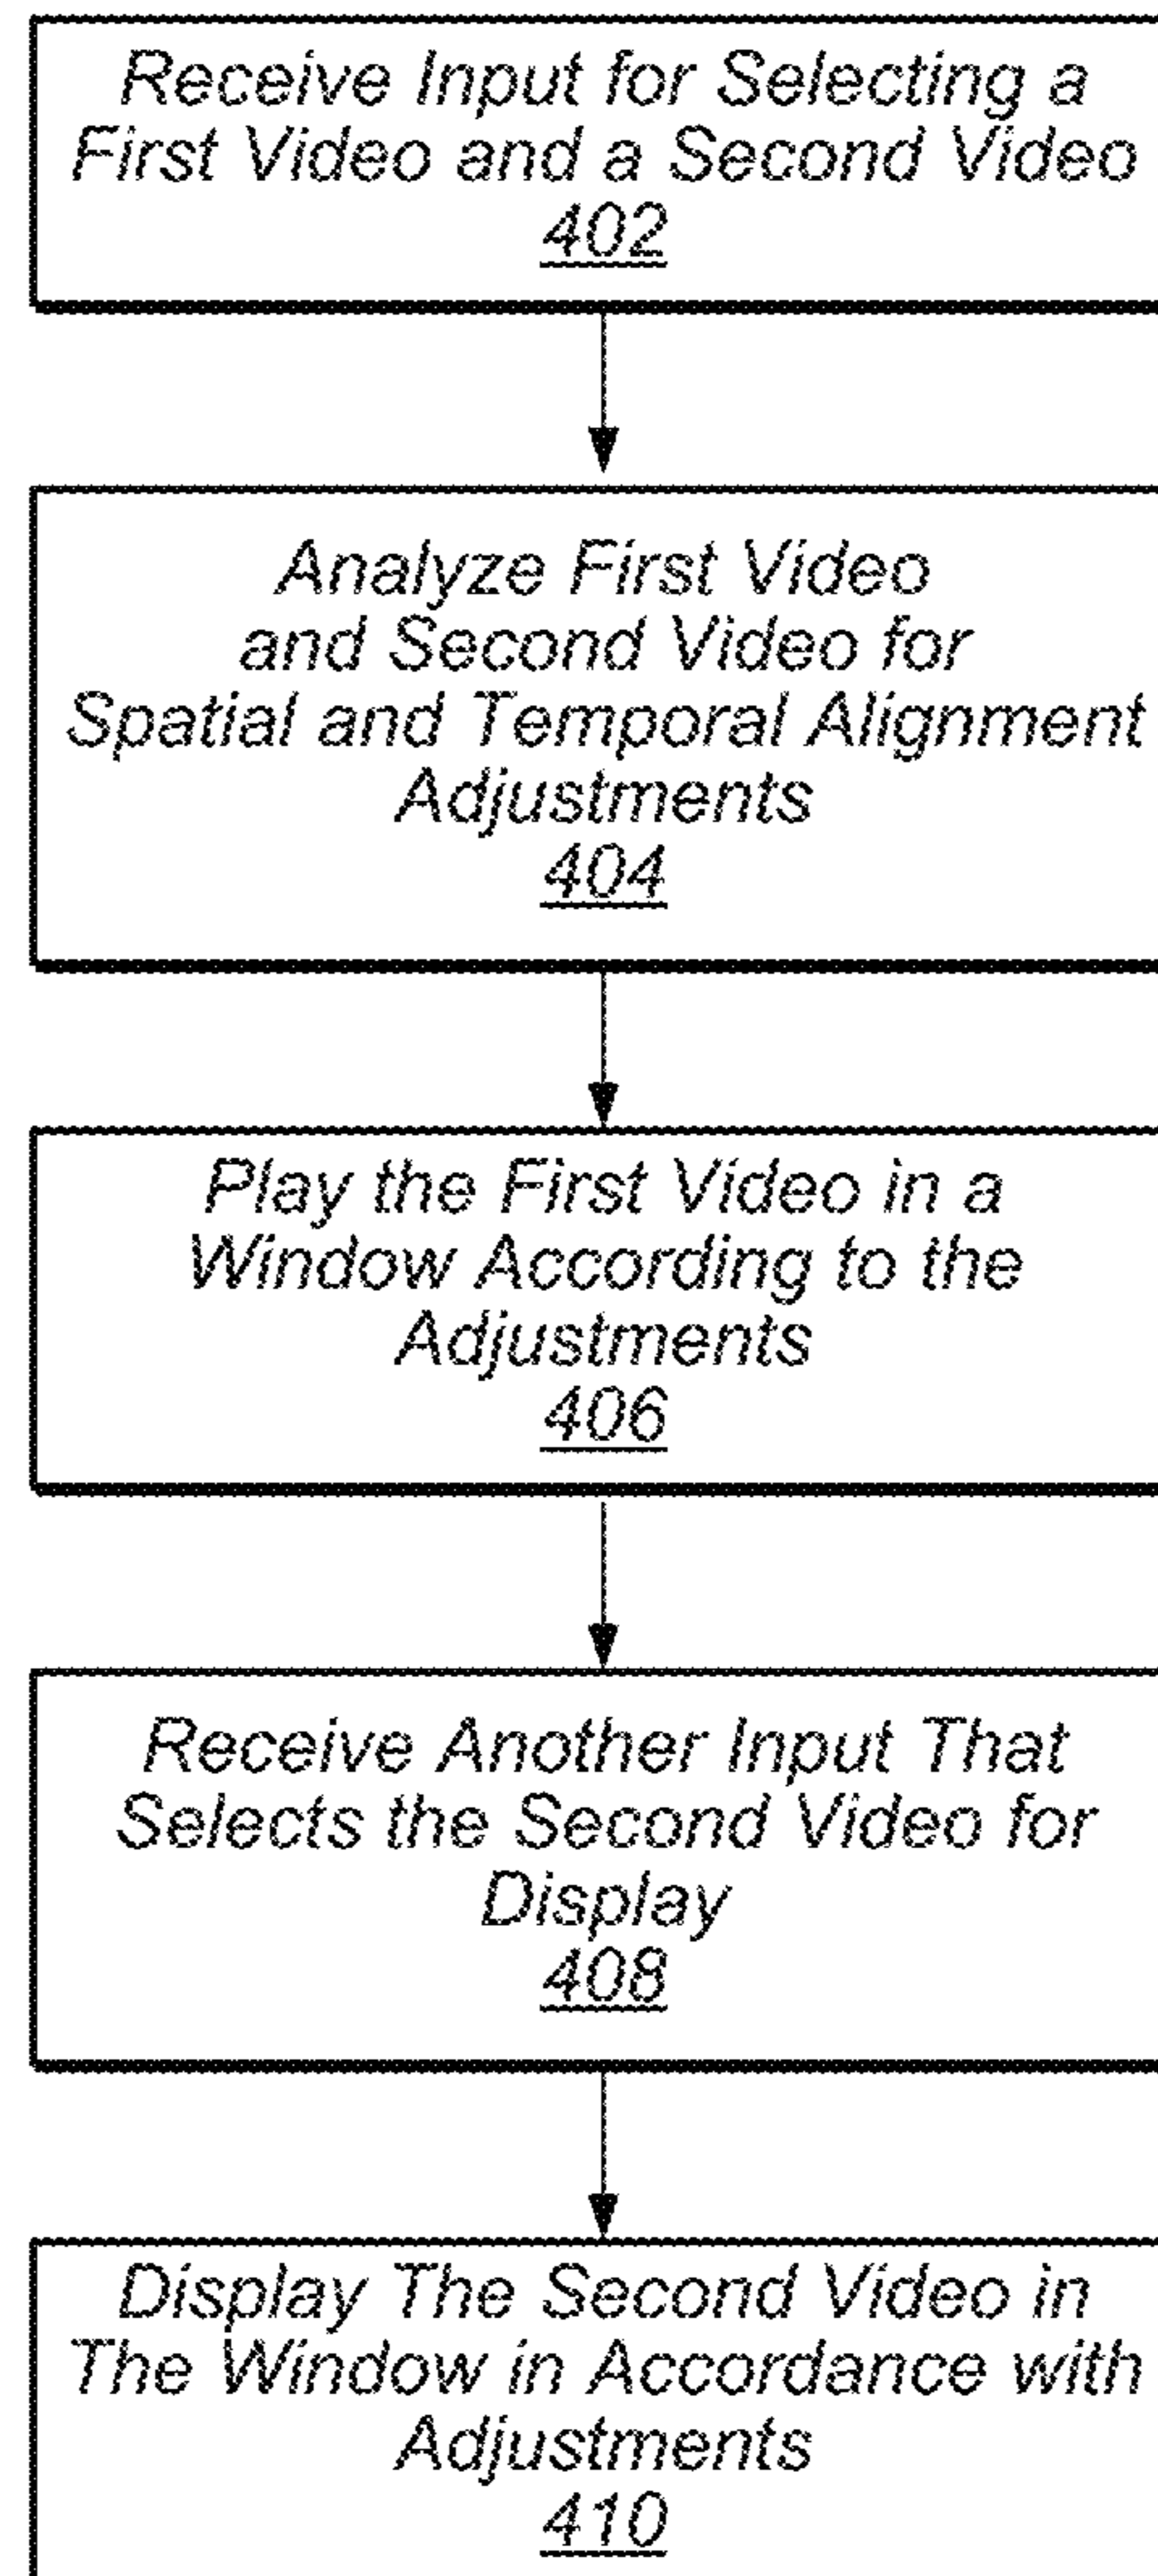 Receive Input for Selecting a
First Video and a Second Video
402
Analyze First Video
and Second Video for
Spatial and Temporal Alignment
Adjustments
404
Play the First Video in a
Window According to the
Adjustments
406
Receive Another Input That
Selects the Second Video for
Display
408
Display The Second Video in
The Window in Accordance with
Adjustments
410